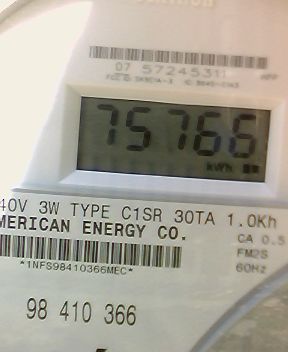 07 57245311
75766
kWh
40V 3W TYPE C1SR 30TA 1.0Kh
MERICAN ENERGY CO.
CA 0.5
FM2S
60Hz
*1NFS98410366MEC*
98 410 366